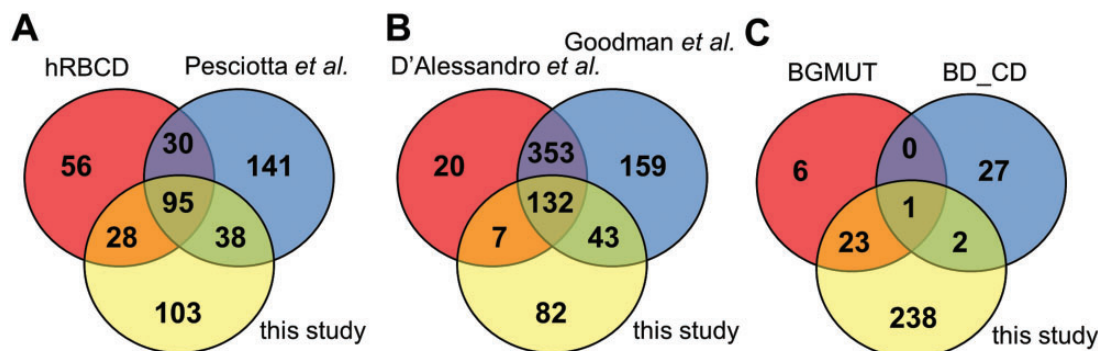 A
hRBCD
Pesciotta et al.
56
30
141
95
28
38
103
this study
B
D'Alessandro et al.
Goodman et al.
20
353
159
132
7
43
82
this study
C
BGMUT
BD_CD
6
0
27
1
23
2
238
this study